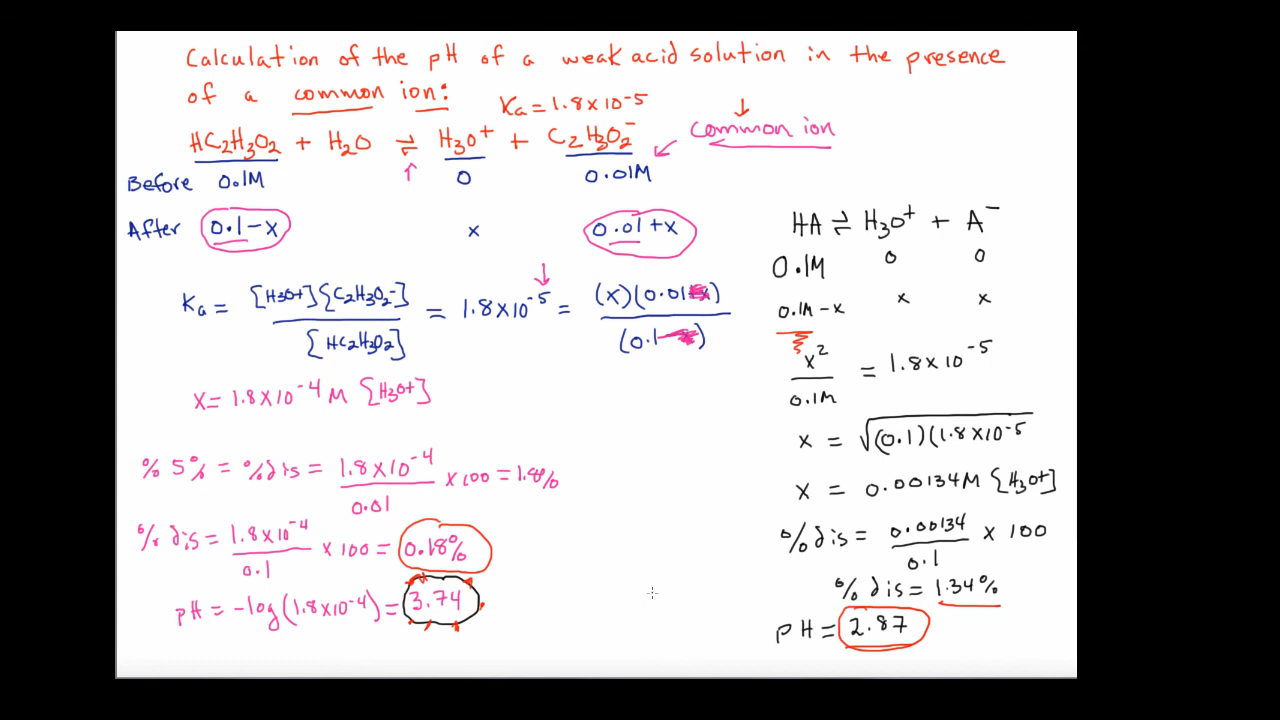 Calculation of the pH of a weak acid solution in the presence
of a common ion:
Ka = 1.8 x 10^-5
HC2H3O2 + H2O ⇌ H3O+ + C2H3O2^-
common ion
Before 0.1M 0 0.01M
After 0.1-x x 0.01+x
Ka = [H3O+][C2H3O2^-] / [HC2H3O2] = 1.8x10^-5 = (x)(0.01+x) / (0.1-x)
x = 1.8x10^-4 M [H3O+]
% 5% = % dis = 1.8x10^-4 / 0.01 x 100 = 1.8%
% dis = 1.8x10^-4 / 0.1 x 100 = 0.18%
pH = -log(1.8x10^-4) = 3.74
HA ⇌ H3O+ + A^-
0.1M 0 0
0.1M-x x x
x^2 / 0.1M = 1.8x10^-5
x = √(0.1)(1.8x10^-5
x = 0.00134M [H3O+]
% dis = 0.00134 / 0.1 x 100
% dis = 1.34%
pH = 2.87